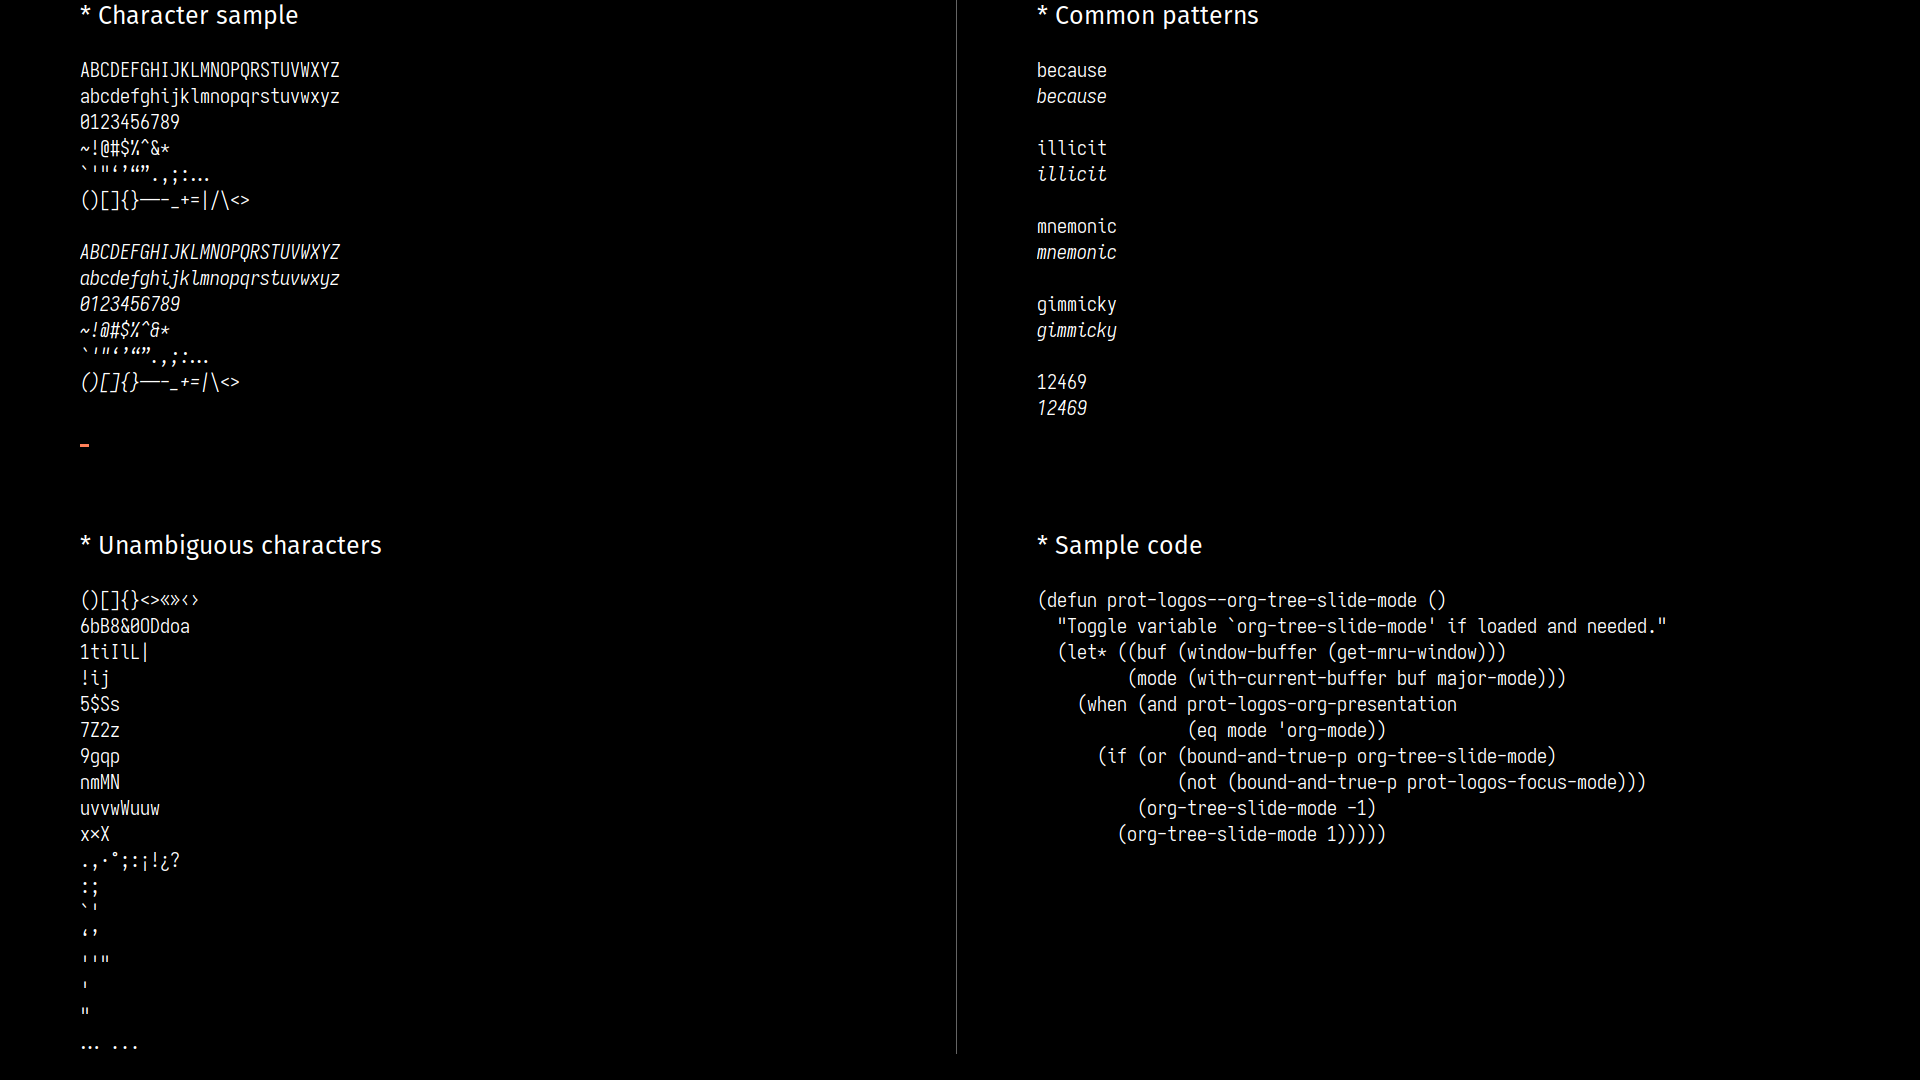 * Character sample
ABCDEFGHIJKLMNOPQRSTUVWXYZ
abcdefghijklmnopqrstuvwxyz
0123456789
~!@#$%^&*
`'"‘’“”.,;:…
()[]{}—–-_+=|/\<>
ABCDEFGHIJKLMNOPQRSTUVWXYZ
abcdefghijklmnopqrstuvwxyz
0123456789
~!@#$%^&*
`'"‘’“”.,;:…
()[]{}—–-_+=|\<>
* Unambiguous characters
()[]{}<>«»‹›
6bB8&0ODdoa
1tiIlL|
!ij
5$Ss
7Z2z
9gqp
nmMN
uvvwWuuw
x×X
.,·°;:¡!¿?
:;
`'
‘’
''"
'
"
… ...
* Common patterns
because
because
illicit
illicit
mnemonic
mnemonic
gimmicky
gimmicky
12469
12469
* Sample code
(defun prot-logos--org-tree-slide-mode ()
  "Toggle variable `org-tree-slide-mode' if loaded and needed."
  (let* ((buf (window-buffer (get-mru-window)))
         (mode (with-current-buffer buf major-mode)))
    (when (and prot-logos-org-presentation
               (eq mode 'org-mode))
      (if (or (bound-and-true-p org-tree-slide-mode)
              (not (bound-and-true-p prot-logos-focus-mode)))
          (org-tree-slide-mode -1)
        (org-tree-slide-mode 1)))))